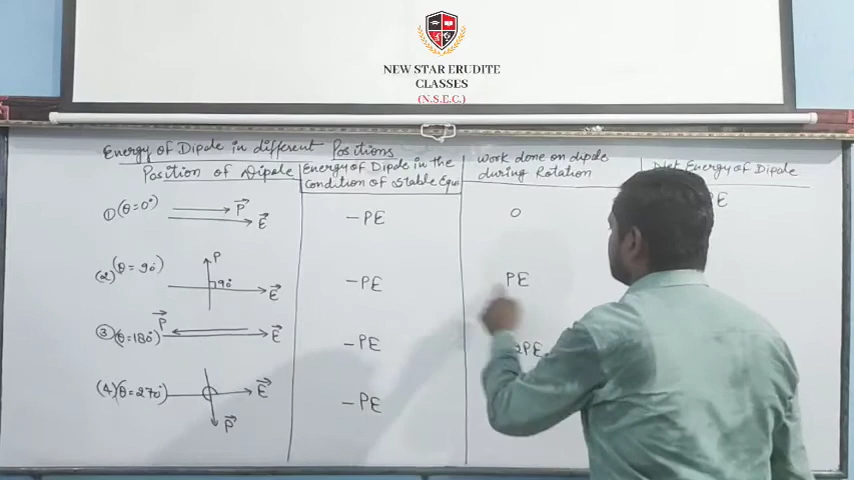 NEW STAR ERUDITE
CLASSES
(N.S.E.C.)
Energy of Dipole in different Positions
Position of Dipole
Energy of Dipole in the
Condition of Stable Equi
Work done on dipole
during Rotation
Net Energy of Dipole
① (θ=0°) P E
-PE
0
PE
(2) (θ=90°) P 90° E
-PE
PE
③ (θ=180°) P E
-PE
2PE
(4) (θ=270°) E P
-PE